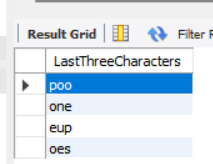 Result Grid Filter R
LastThreeCharacters
poo
one
eup
oes